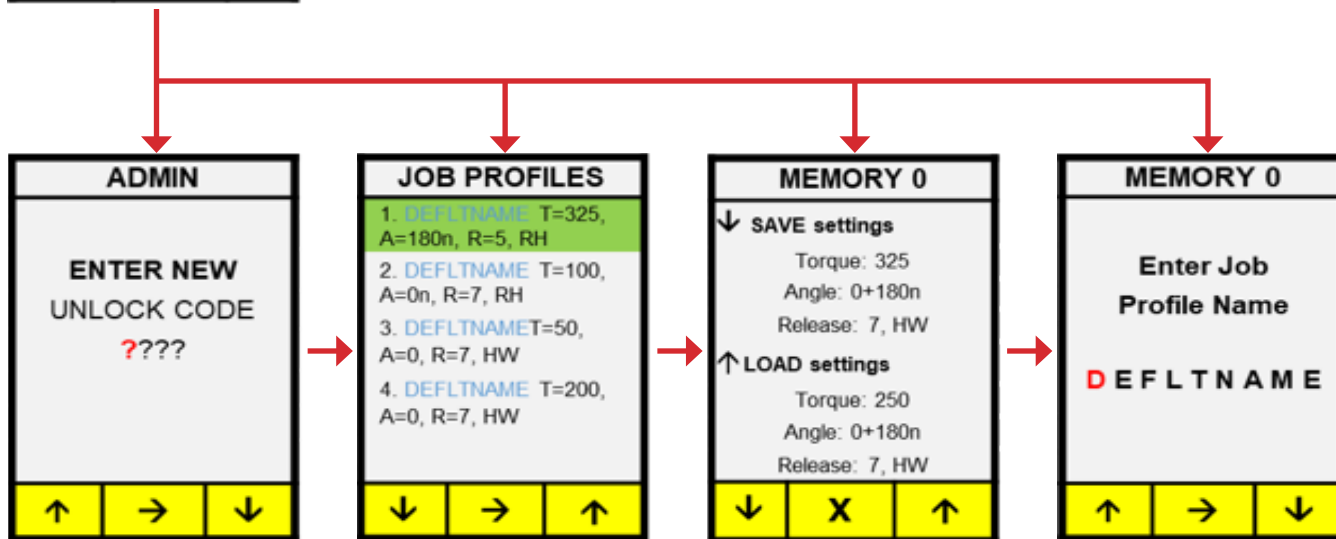 ADMIN
ENTER NEW
UNLOCK CODE
????
↑ → ↓
JOB PROFILES
1. DEFLTNAME T=325,
A=180n, R=5, RH
2. DEFLTNAME T=100,
A=0n, R=7, RH
3. DEFLTNAMET=50,
A=0, R=7, HW
4. DEFLTNAME T=200,
A=0, R=7, HW
↓ → ↑
MEMORY 0
↓ SAVE settings
Torque: 325
Angle: 0+180n
Release: 7, HW
↑ LOAD settings
Torque: 250
Angle: 0+180n
Release: 7, HW
↓ X ↑
MEMORY 0
Enter Job
Profile Name
D E F L T N A M E
↑ → ↓